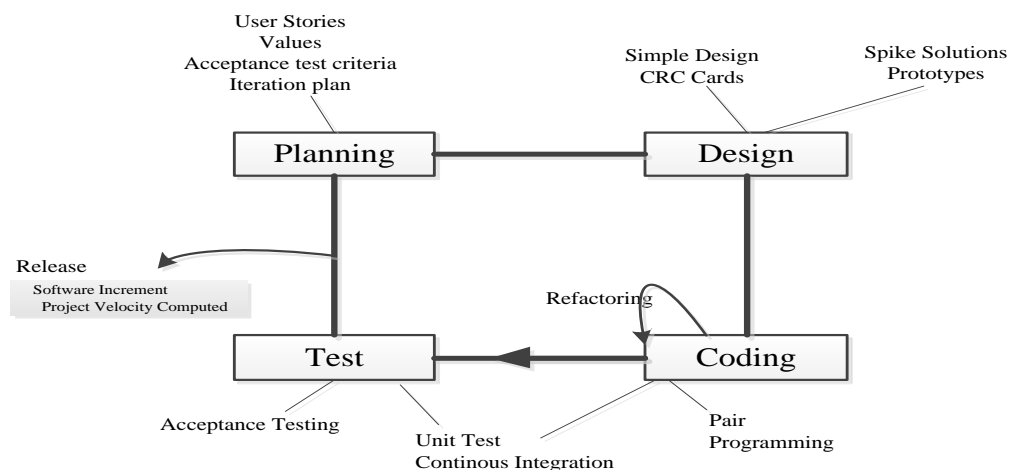 User Stories
Values
Acceptance test criteria
Iteration plan
Simple Design
CRC Cards
Spike Solutions
Prototypes
Planning
Design
Release
Software Increment
Project Velocity Computed
Refactoring
Test
Coding
Acceptance Testing
Unit Test
Continous Integration
Pair
Programming